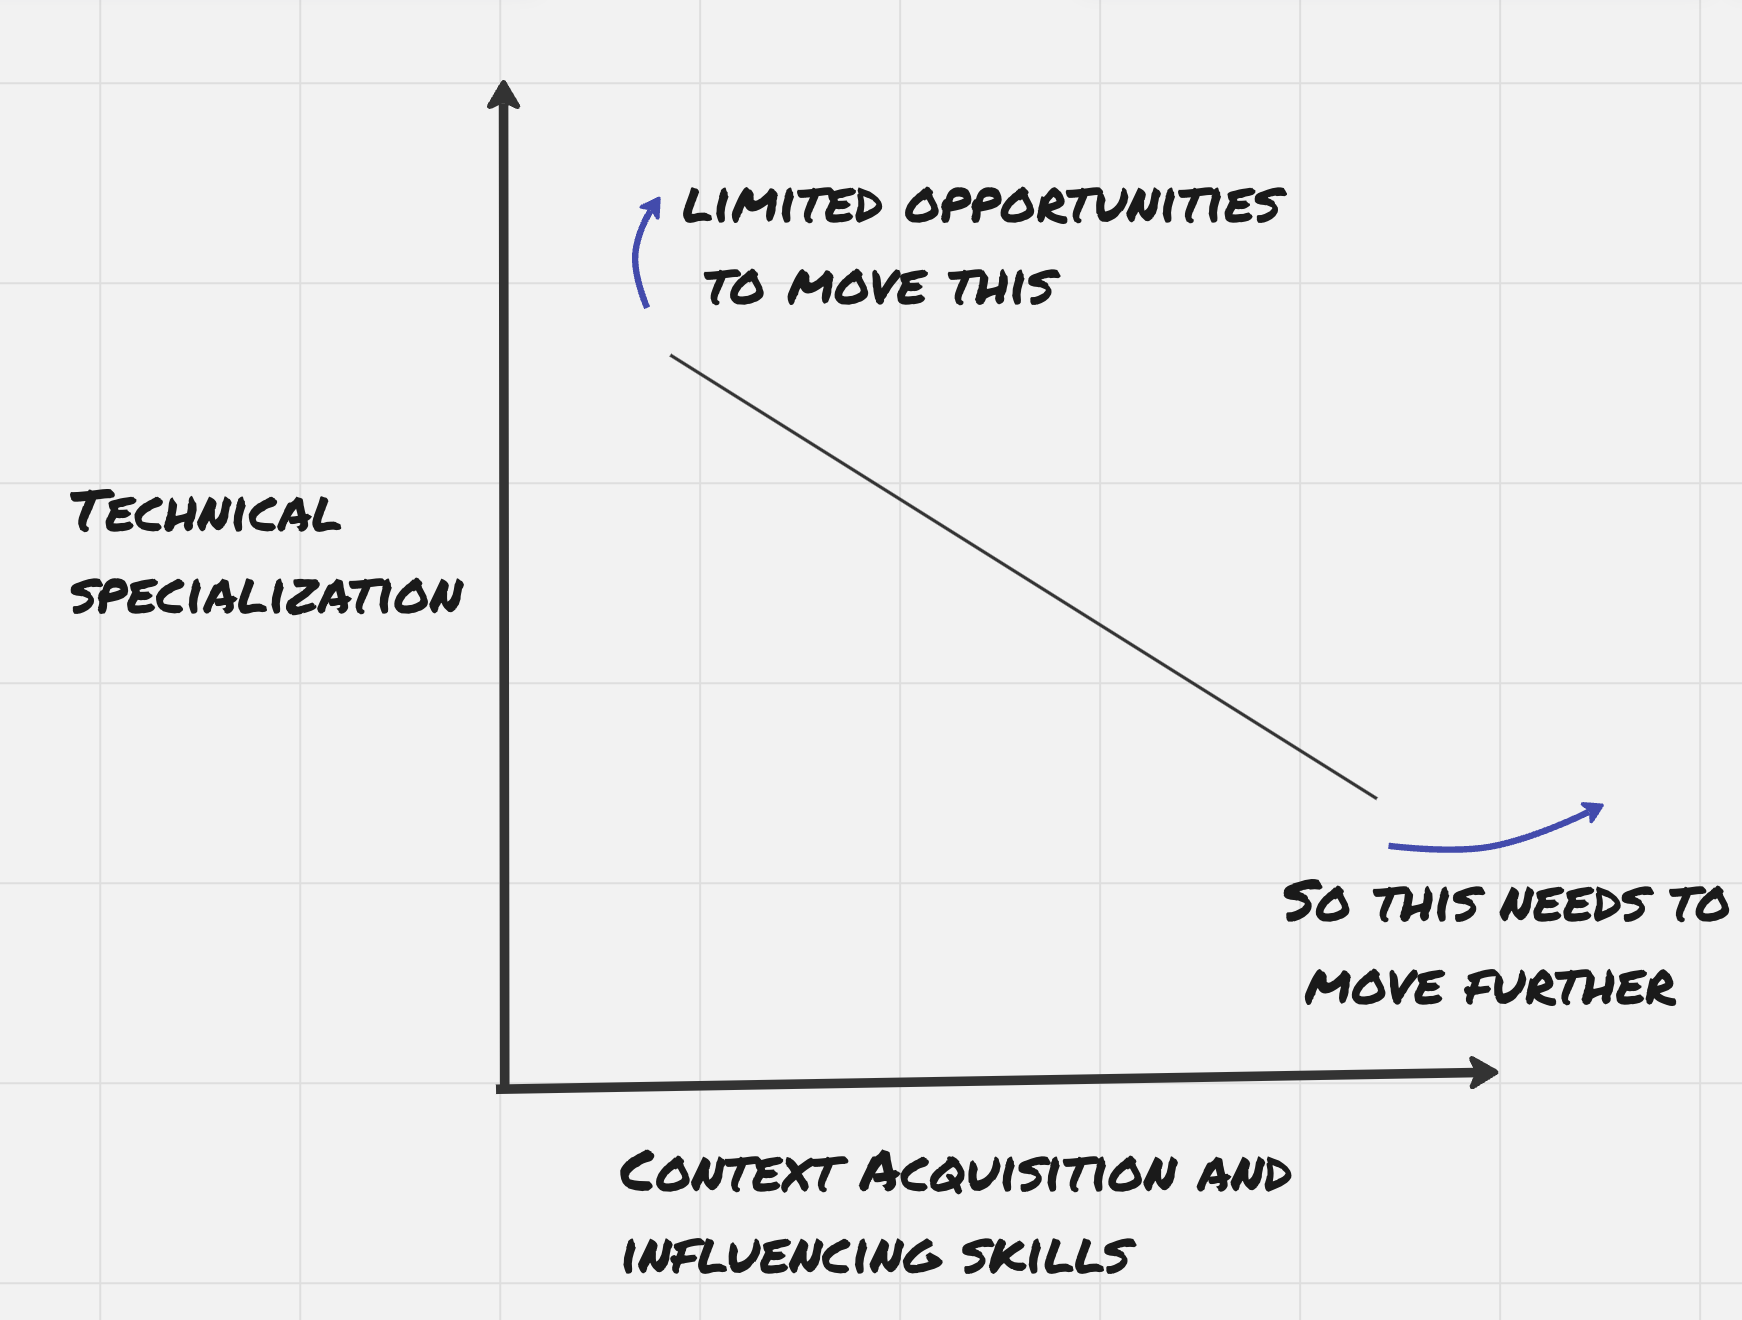 Limited opportunities
to move this
Technical
specialization
So this needs to
move further
Context Acquisition and
influencing skills